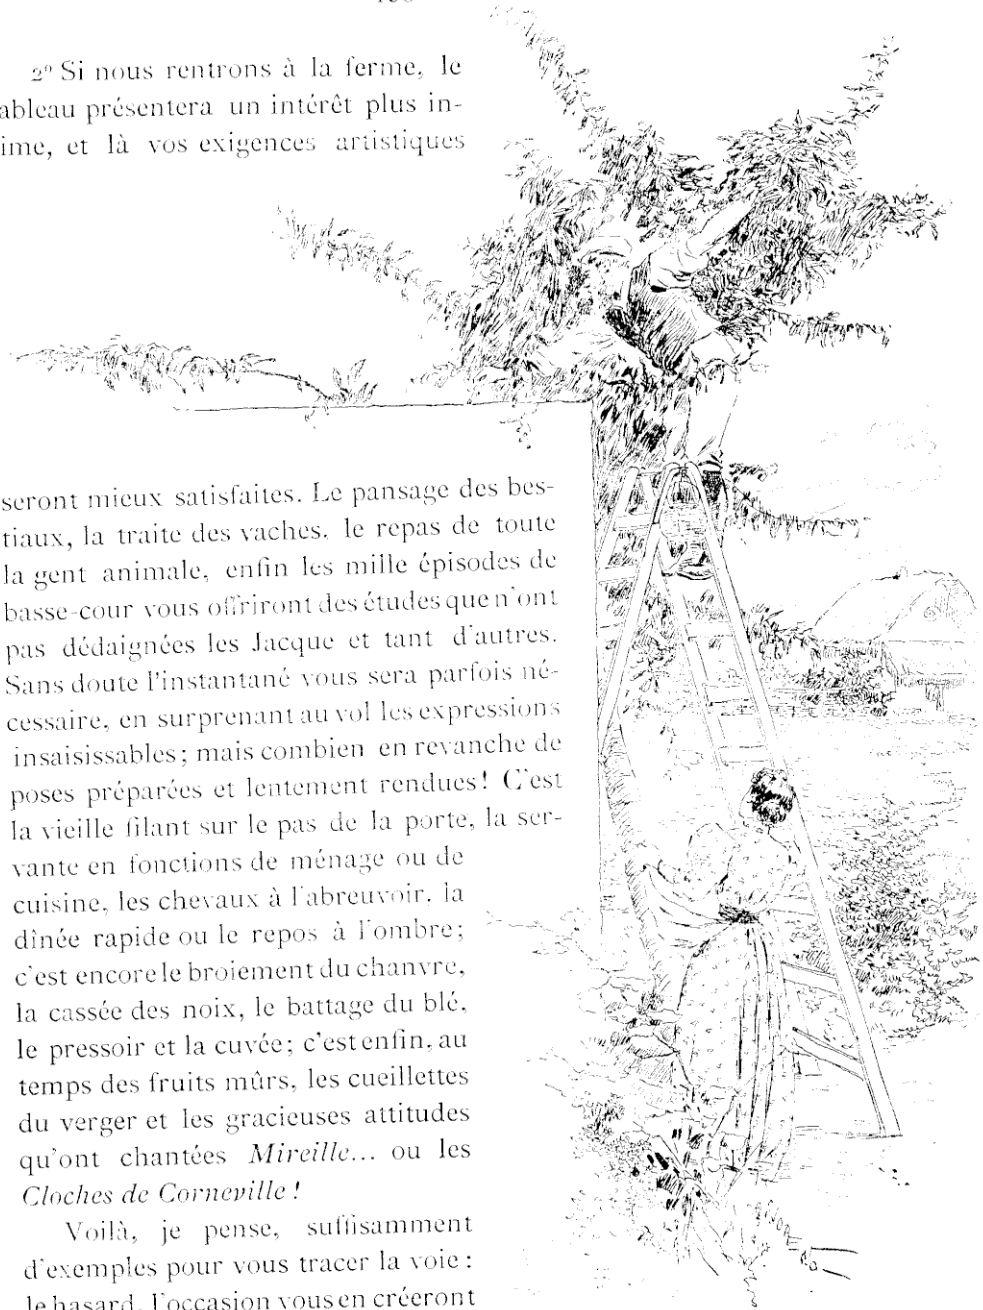 2º Si nous rentrons à la ferme, le
ableau présentera un intérêt plus in-
ime, et là vos exigences artistiques
seront mieux satisfaites. Le pansage des bes-
tiaux, la traite des vaches, le repas de toute
la gent animale, enfin les mille épisodes de
basse-cour vous offriront des études que n'ont
pas dédaignées les Jacque et tant d'autres.
Sans doute l'instantané vous sera parfois né-
cessaire, en surprenant au vol les expressions
insaisissables; mais combien en revanche de
poses préparées et lentement rendues! C'est
la vieille filant sur le pas de la porte, la ser-
vante en fonctions de ménage ou de
cuisine, les chevaux à l'abreuvoir, la
dînée rapide ou le repos à l'ombre;
c'est encore le broiement du chanvre,
la cassée des noix, le battage du blé,
le pressoir et la cuvée; c'est enfin, au
temps des fruits mûrs, les cueillettes
du verger et les gracieuses attitudes
qu'ont chantées Mireille... ou les
Cloches de Corneville!
Voilà, je pense, suffisamment
d'exemples pour vous tracer la voie:
le hasard, l'occasion vous en créeront